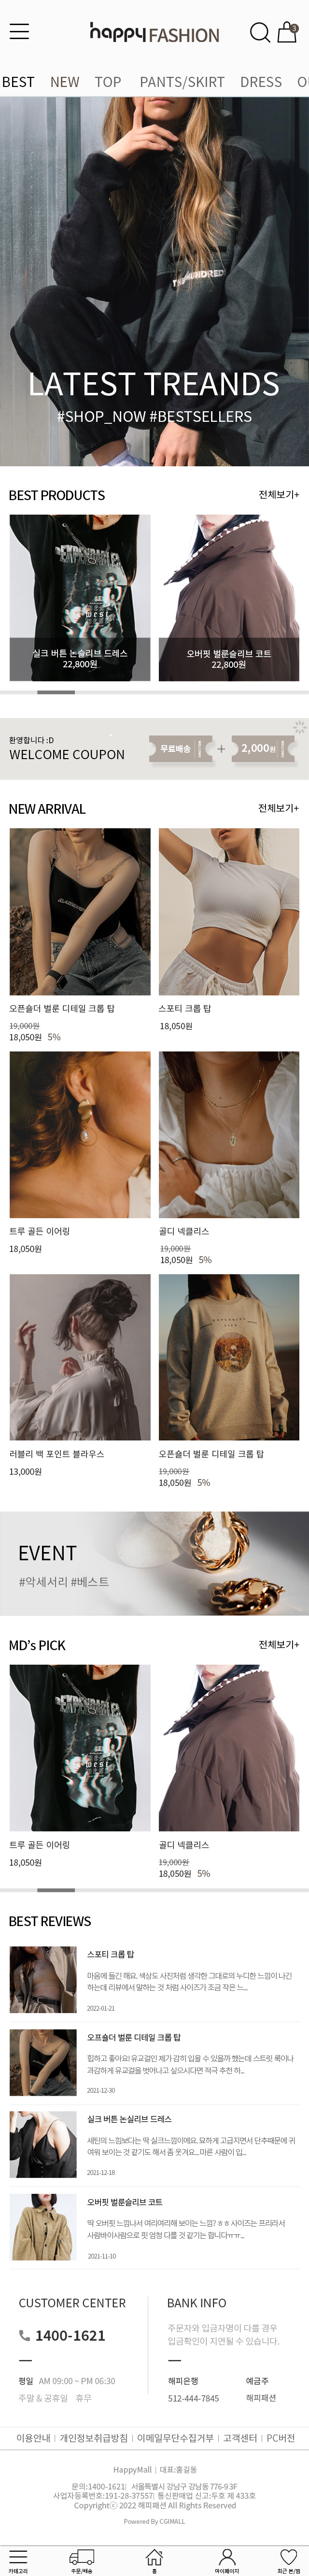 happy FASHION
3
BEST NEW TOP PANTS/SKIRT DRESS OU
THE HUNDREDS
LATEST TREANDS
#SHOP_NOW #BESTSELLERS
BEST PRODUCTS 전체보기+
실크 버튼 논슬리브 드레스
22,800원
오버핏 벌룬슬리브 코트
22,800원
환영합니다 :D
WELCOME COUPON
무료배송 + 2,000원
NEW ARRIVAL 전체보기+
오픈숄더 벌룬 디테일 크롭 탑
19,000원
18,050원 5%
스포티 크롭 탑
18,050원
트루 골든 이어링
18,050원
골디 넥클리스
19,000원
18,050원 5%
러블리 백 포인트 블라우스
13,000원
오픈숄더 벌룬 디테일 크롭 탑
19,000원
18,050원 5%
EVENT
#악세서리 #베스트
MD's PICK 전체보기+
트루 골든 이어링
18,050원
골디 넥클리스
19,000원
18,050원 5%
BEST REVIEWS
스포티 크롭 탑
마음에 들긴 해요. 색상도 사진처럼 생각한 그대로의 누디한 느낌이 나긴
하는데 리뷰에서 말하는 것 처럼 사이즈가 조금 작은 느...
2022-01-21
오프숄더 벌룬 디테일 크롭 탑
힙하고 좋아요! 유교걸인 제가 감히 입을 수 있을까 했는데 스트릿 룩이나
과감하게 유교걸을 벗어나고 싶으시다면 적극 추천 하...
2021-12-30
실크 버튼 논실리브 드레스
새틴의 느낌보다는 딱 실크느낌이에요. 묘하게 고급지면서 단추때문에 귀
여워 보이는 것 같기도 해서 좀 웃겨요... 마른 사람이 입...
2021-12-18
오버핏 벌룬슬리브 코트
딱 오버핏 느낌나서 여리여리해 보이는 느낌? ㅎㅎ 사이즈는 프리라서
사람바이사람으로 핏 엄청 다를 것 같기는 합니다ㅠㅠ...
2021-11-10
CUSTOMER CENTER
1400-1621
평일 AM 09:00 ~ PM 06:30
주말 & 공휴일 휴무
BANK INFO
주문자와 입금자명이 다를 경우
입금확인이 지연될 수 있습니다.
해피은행 예금주
512-444-7845 해피패션
이용안내 | 개인정보취급방침 | 이메일무단수집거부 | 고객센터 | PC버전
HappyMall | 대표:홍길동
문의:1400-1621| 서울특별시 강남구 강남동 776-9 3F
사업자등록번호:191-28-37557| 통신판매업 신고:두호 제 433호
Copyrightⓒ 2022 해피패션 All Rights Reserved
Powered By CGIMALL
카테고리 주문/배송 홈 마이페이지 최근 본/찜